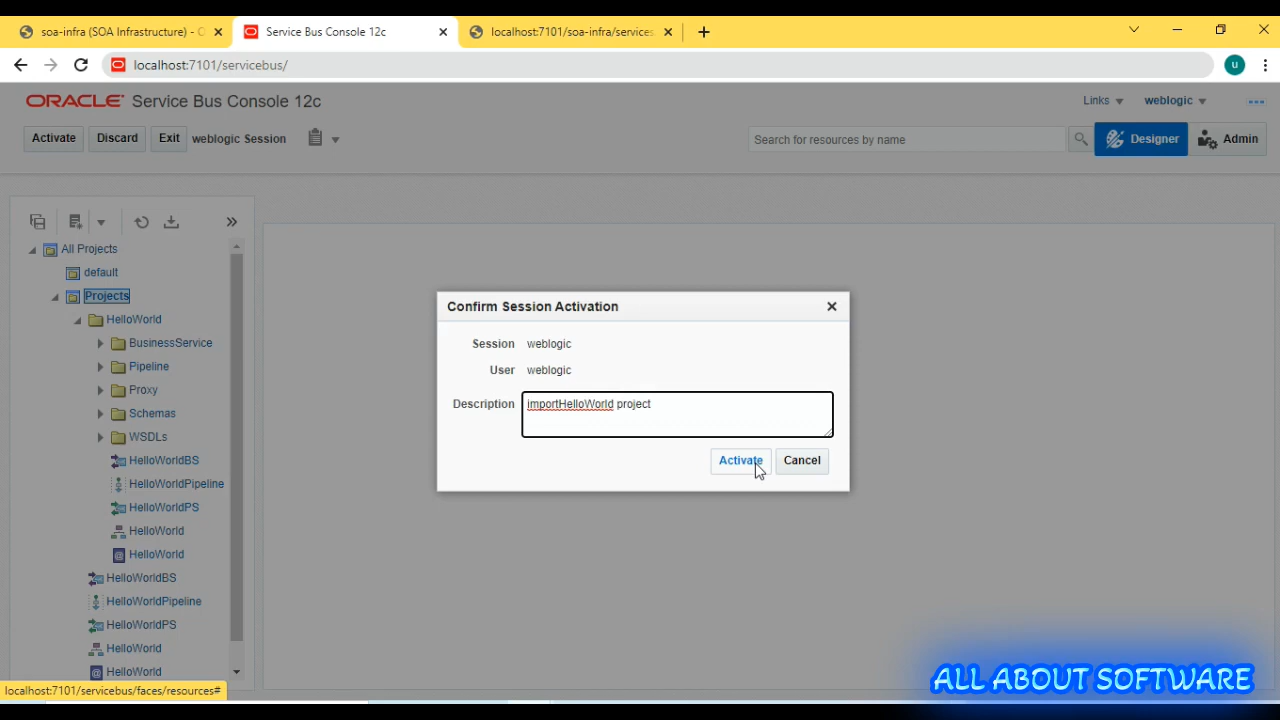 soa-infra (SOA Infrastructure) - O
Service Bus Console 12c
localhost:7101/soa-infra/services
localhost:7101/servicebus/
u
ORACLE Service Bus Console 12c
Links
weblogic
Activate
Discard
Exit
weblogic Session
Search for resources by name
Designer
Admin
All Projects
default
Projects
HelloWorld
BusinessService
Pipeline
Proxy
Schemas
WSDLs
HelloWorldBS
HelloWorldPipeline
HelloWorldPS
HelloWorld
HelloWorld
HelloWorldBS
HelloWorldPipeline
HelloWorldPS
HelloWorld
HelloWorld
Confirm Session Activation
Session weblogic
User weblogic
Description importHelloWorld project
Activate
Cancel
localhost:7101/servicebus/faces/resources#
ALL ABOUT SOFTWARE